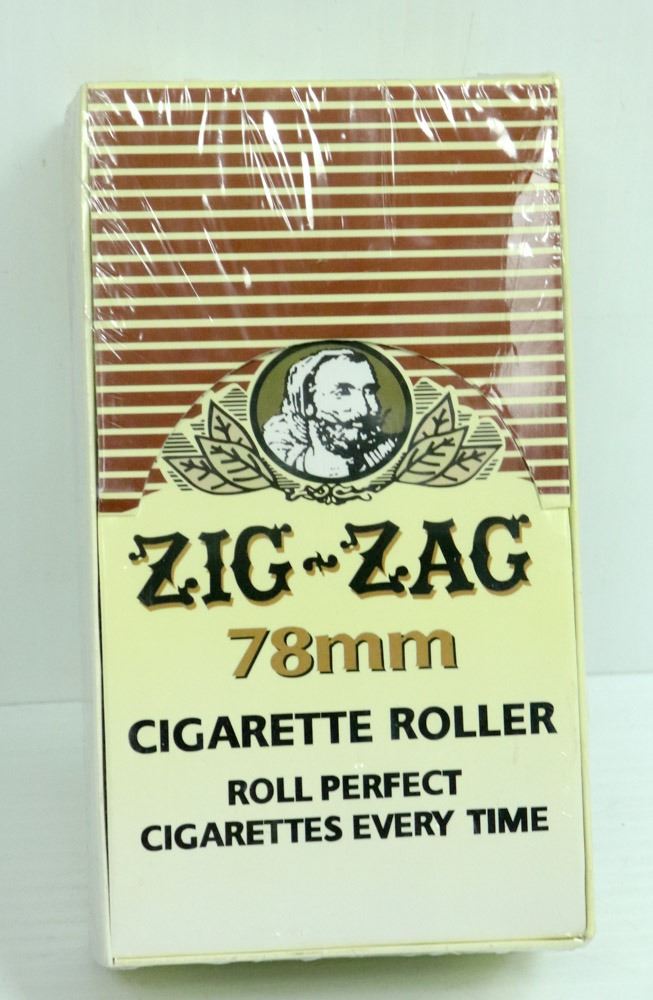 ZIG~ZAG
78mm
CIGARETTE ROLLER
ROLL PERFECT
CIGARETTES EVERY TIME